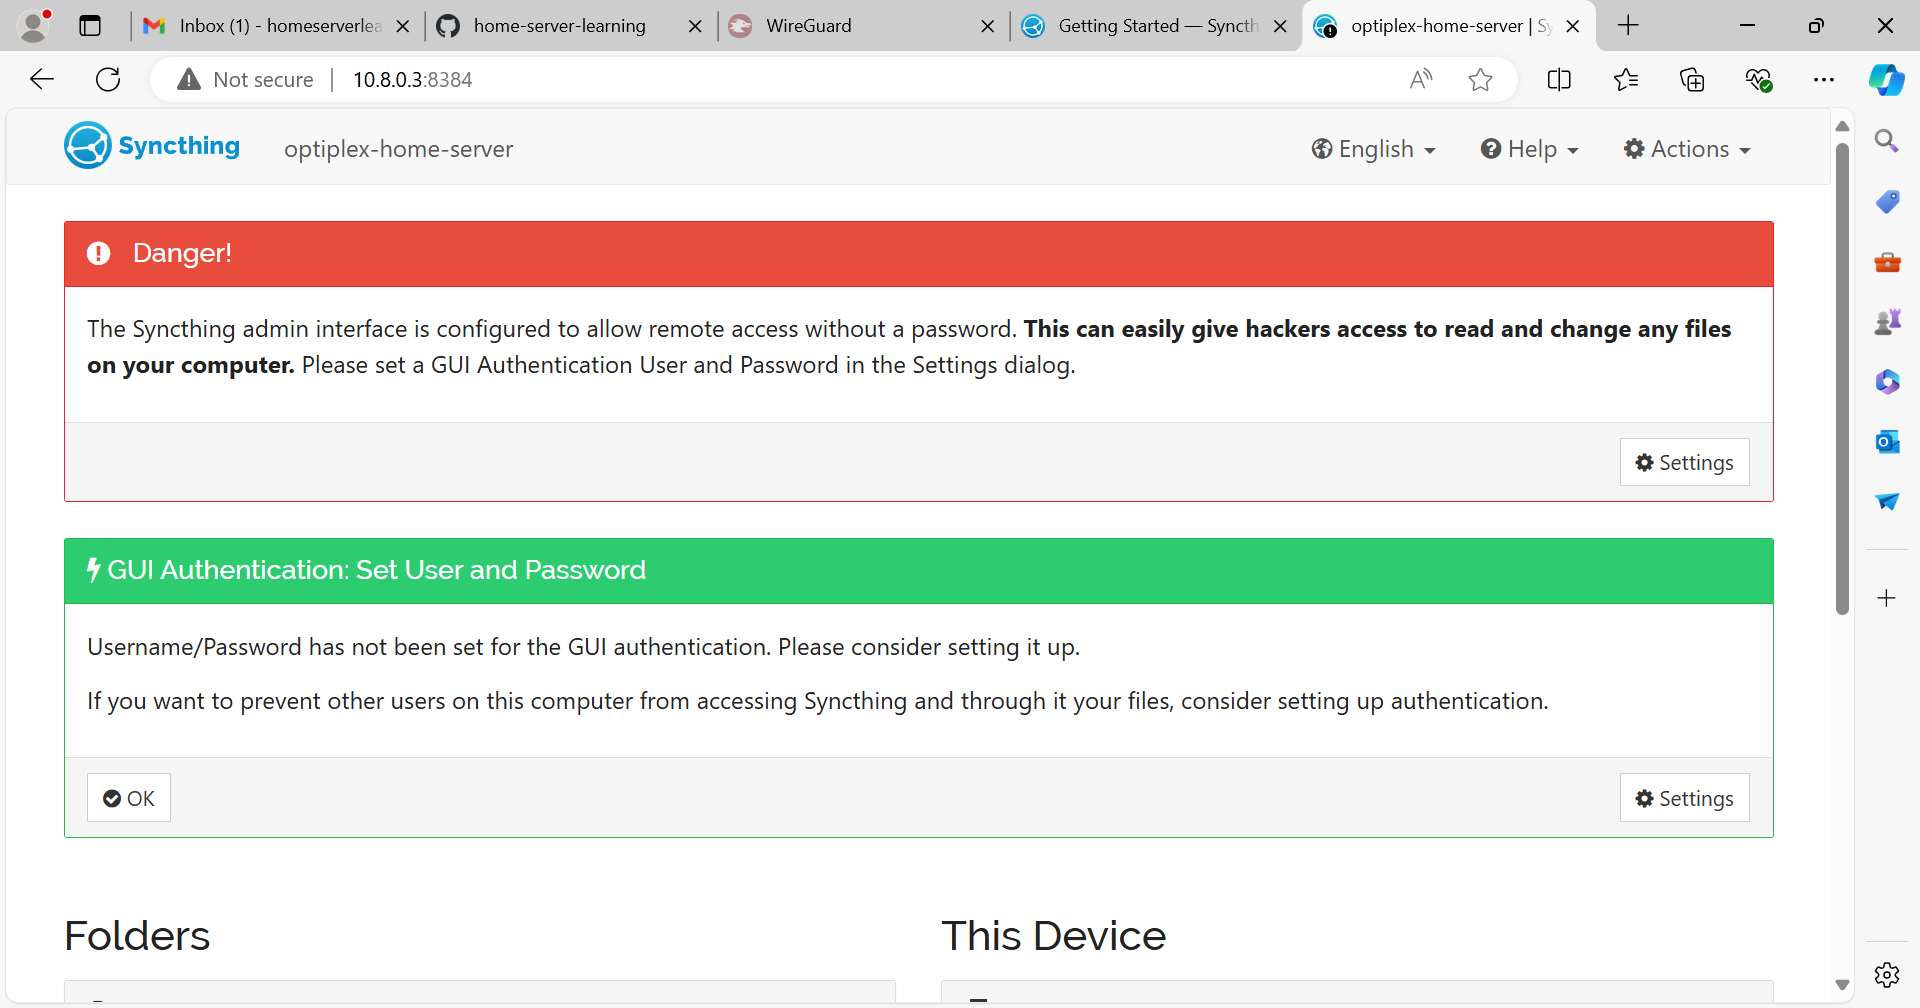 Inbox (1) - homeserverlea
home-server-learning
WireGuard
Getting Started — Syncth
optiplex-home-server | Sy
Not secure
10.8.0.3:8384
Syncthing
optiplex-home-server
English
Help
Actions
Danger!
The Syncthing admin interface is configured to allow remote access without a password. This can easily give hackers access to read and change any files
on your computer. Please set a GUI Authentication User and Password in the Settings dialog.
Settings
GUI Authentication: Set User and Password
Username/Password has not been set for the GUI authentication. Please consider setting it up.
If you want to prevent other users on this computer from accessing Syncthing and through it your files, consider setting up authentication.
OK
Settings
Folders
This Device